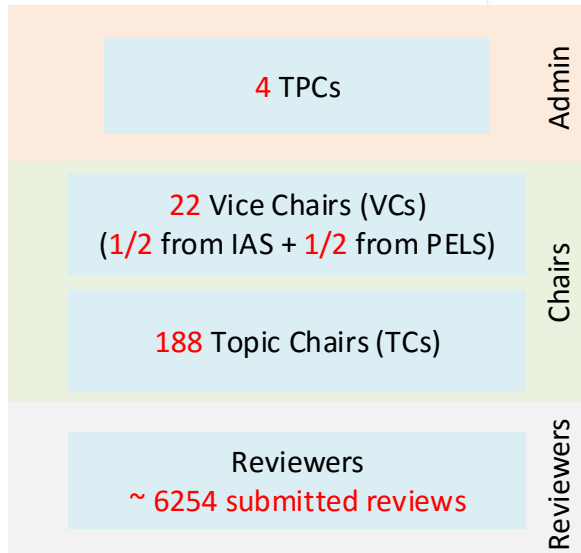 4 TPCs
Admin
22 Vice Chairs (VCs)
(1/2 from IAS + 1/2 from PELS)
188 Topic Chairs (TCs)
Chairs
Reviewers
~ 6254 submitted reviews
Reviewers